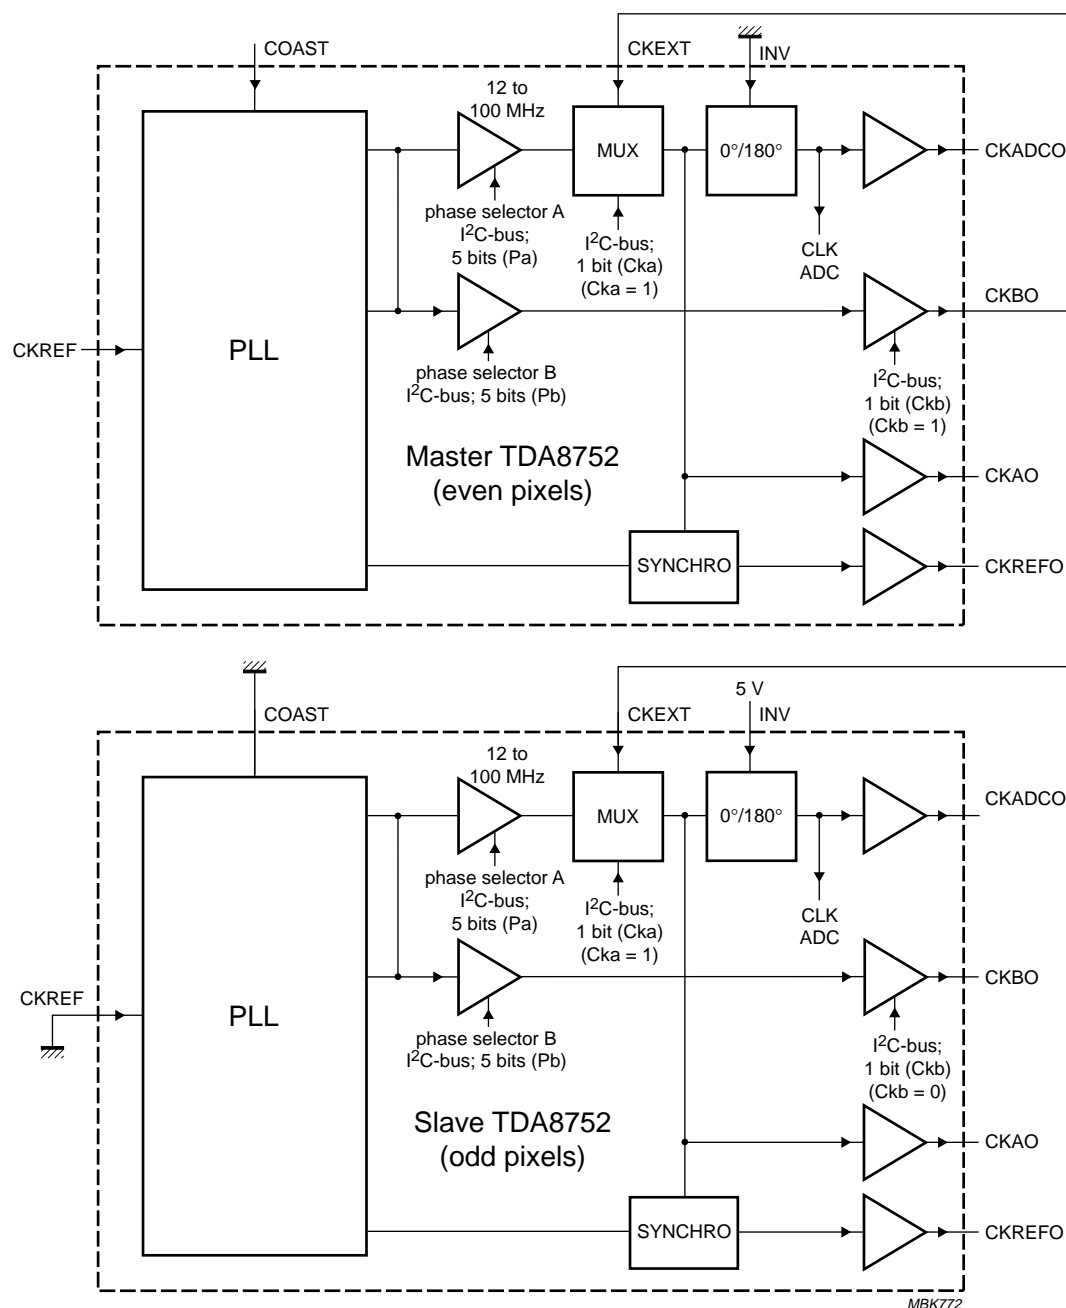 COAST
CKEXT
INV
12 to
100 MHz
MUX
0°/180°
CKADCO
phase selector A
I²C-bus;
5 bits (Pa)
I²C-bus;
1 bit (Cka)
(Cka = 1)
CLK
ADC
CKBO
CKREF
PLL
phase selector B
I²C-bus; 5 bits (Pb)
I²C-bus;
1 bit (Ckb)
(Ckb = 1)
Master TDA8752
(even pixels)
CKAO
SYNCHRO
CKREFO
COAST
CKEXT
5 V
INV
12 to
100 MHz
MUX
0°/180°
CKADCO
phase selector A
I²C-bus;
5 bits (Pa)
I²C-bus;
1 bit (Cka)
(Cka = 1)
CLK
ADC
CKBO
CKREF
PLL
phase selector B
I²C-bus; 5 bits (Pb)
I²C-bus;
1 bit (Ckb)
(Ckb = 0)
Slave TDA8752
(odd pixels)
CKAO
SYNCHRO
CKREFO
MBK772